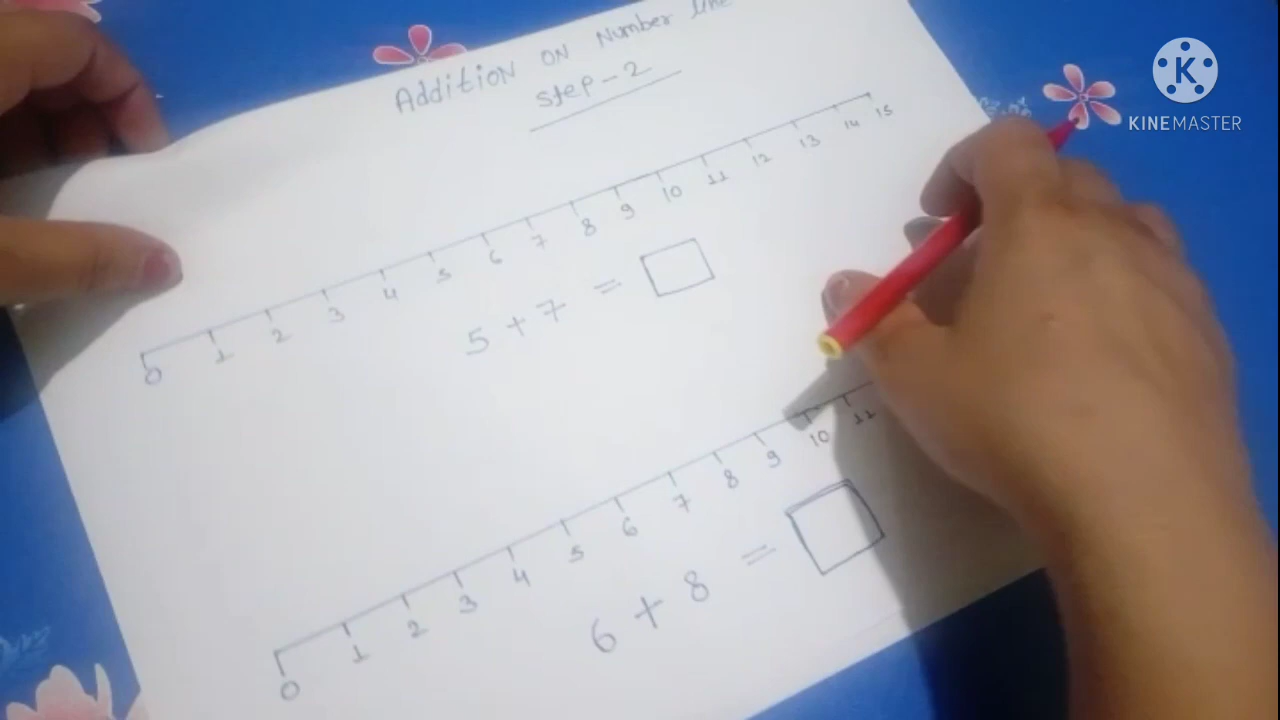 Addition ON Number line
Step-2
0 1 2 3 4 5 6 7 8 9 10 11 12 13 14 15
5 + 7 =
0 1 2 3 4 5 6 7 8 9 10 11
6 + 8 =
K
KINEMASTER